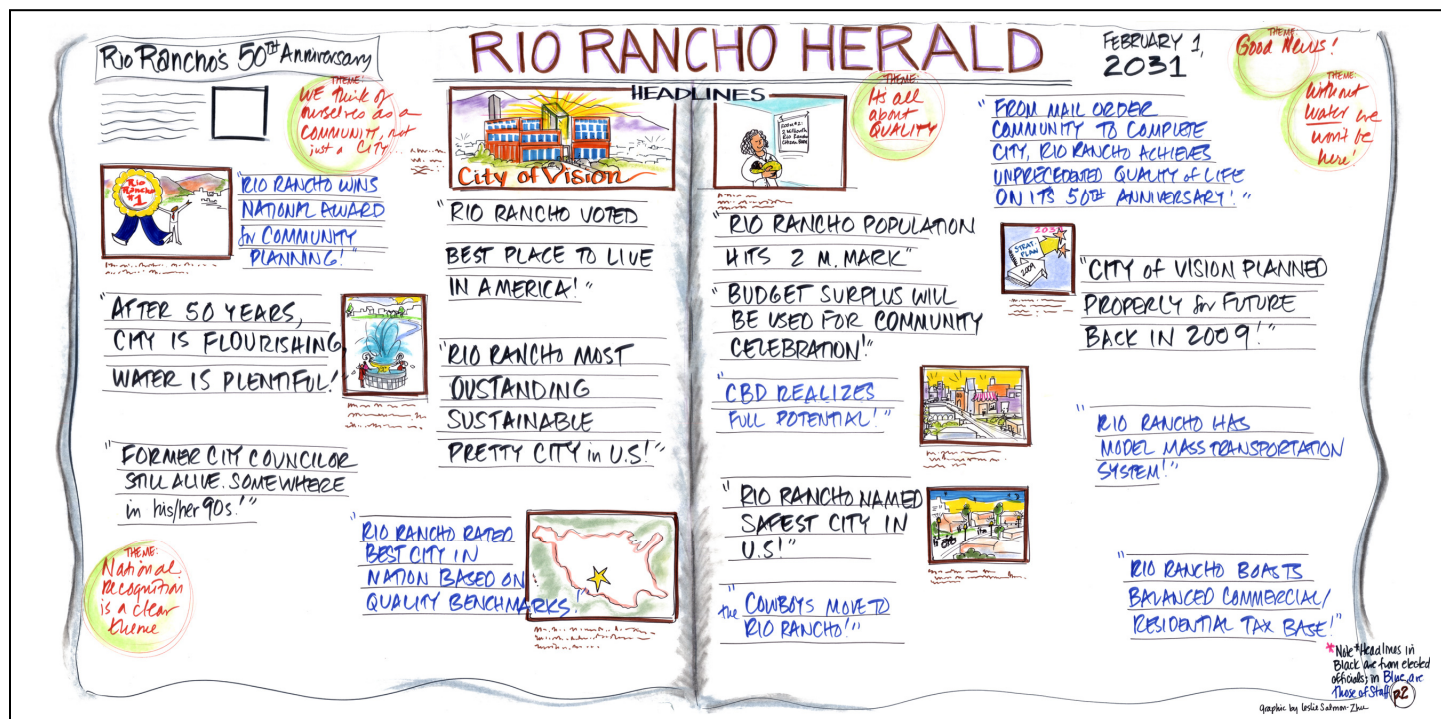 Rio Rancho's 50TH Anniversary
RIO RANCHO HERALD
FEBRUARY 1,
2031
HEADLINES
THEME:
WE think of
ourselves as a
COMMUNITY, not
just a CITY...
Rio
Rancho
#1
"RIO RANCHO WINS
NATIONAL AWARD
for COMMUNITY
PLANNING!"
"AFTER 50 YEARS,
CITY IS FLOURISHING
WATER IS PLENTIFUL!"
"FORMER CITY COUNCILOR
STILL ALIVE. SOMEWHERE
in his/her 90s!"
THEME:
National
Recognition
is a clear
theme
City of Vision
"RIO RANCHO VOTED
BEST PLACE TO LIVE
IN AMERICA!"
"RIO RANCHO MOST
OUSTANDING
SUSTAINABLE
PRETTY CITY in U.S!"
"RIO RANCHO RATED
BEST CITY IN
NATION BASED ON
QUALITY BENCHMARKS!"
THEME:
It's all
about
QUALITY
"RIO RANCHO POPULATION
HITS 2 M. MARK"
"BUDGET SURPLUS WILL
BE USED FOR COMMUNITY
CELEBRATION!"
"CBD REALIZES
FULL POTENTIAL!"
"RIO RANCHO NAMED
SAFEST CITY IN
U.S!"
"the COWBOYS MOVE TO
RIO RANCHO!"
THEME:
Good News!
THEME:
Without
water we
won't be
here!
"FROM MAIL ORDER
COMMUNITY TO COMPLETE
CITY, RIO RANCHO ACHIEVES
UNPRECEDENTED QUALITY of LIFE
ON ITS 50TH ANNIVERSARY!"
2031
STRAT.
PLAN
2009
"CITY of VISION PLANNED
PROPERLY for FUTURE
BACK IN 2009!"
"RIO RANCHO HAS
MODEL MASS TRANSPORTATION
SYSTEM!"
"RIO RANCHO BOASTS
BALANCED COMMERCIAL/
RESIDENTIAL TAX BASE!"
*Note* Headlines in
Black are from elected
officials; in Blue, are
Those of Staff
R2
graphic by Leslie Salmon-Zhu